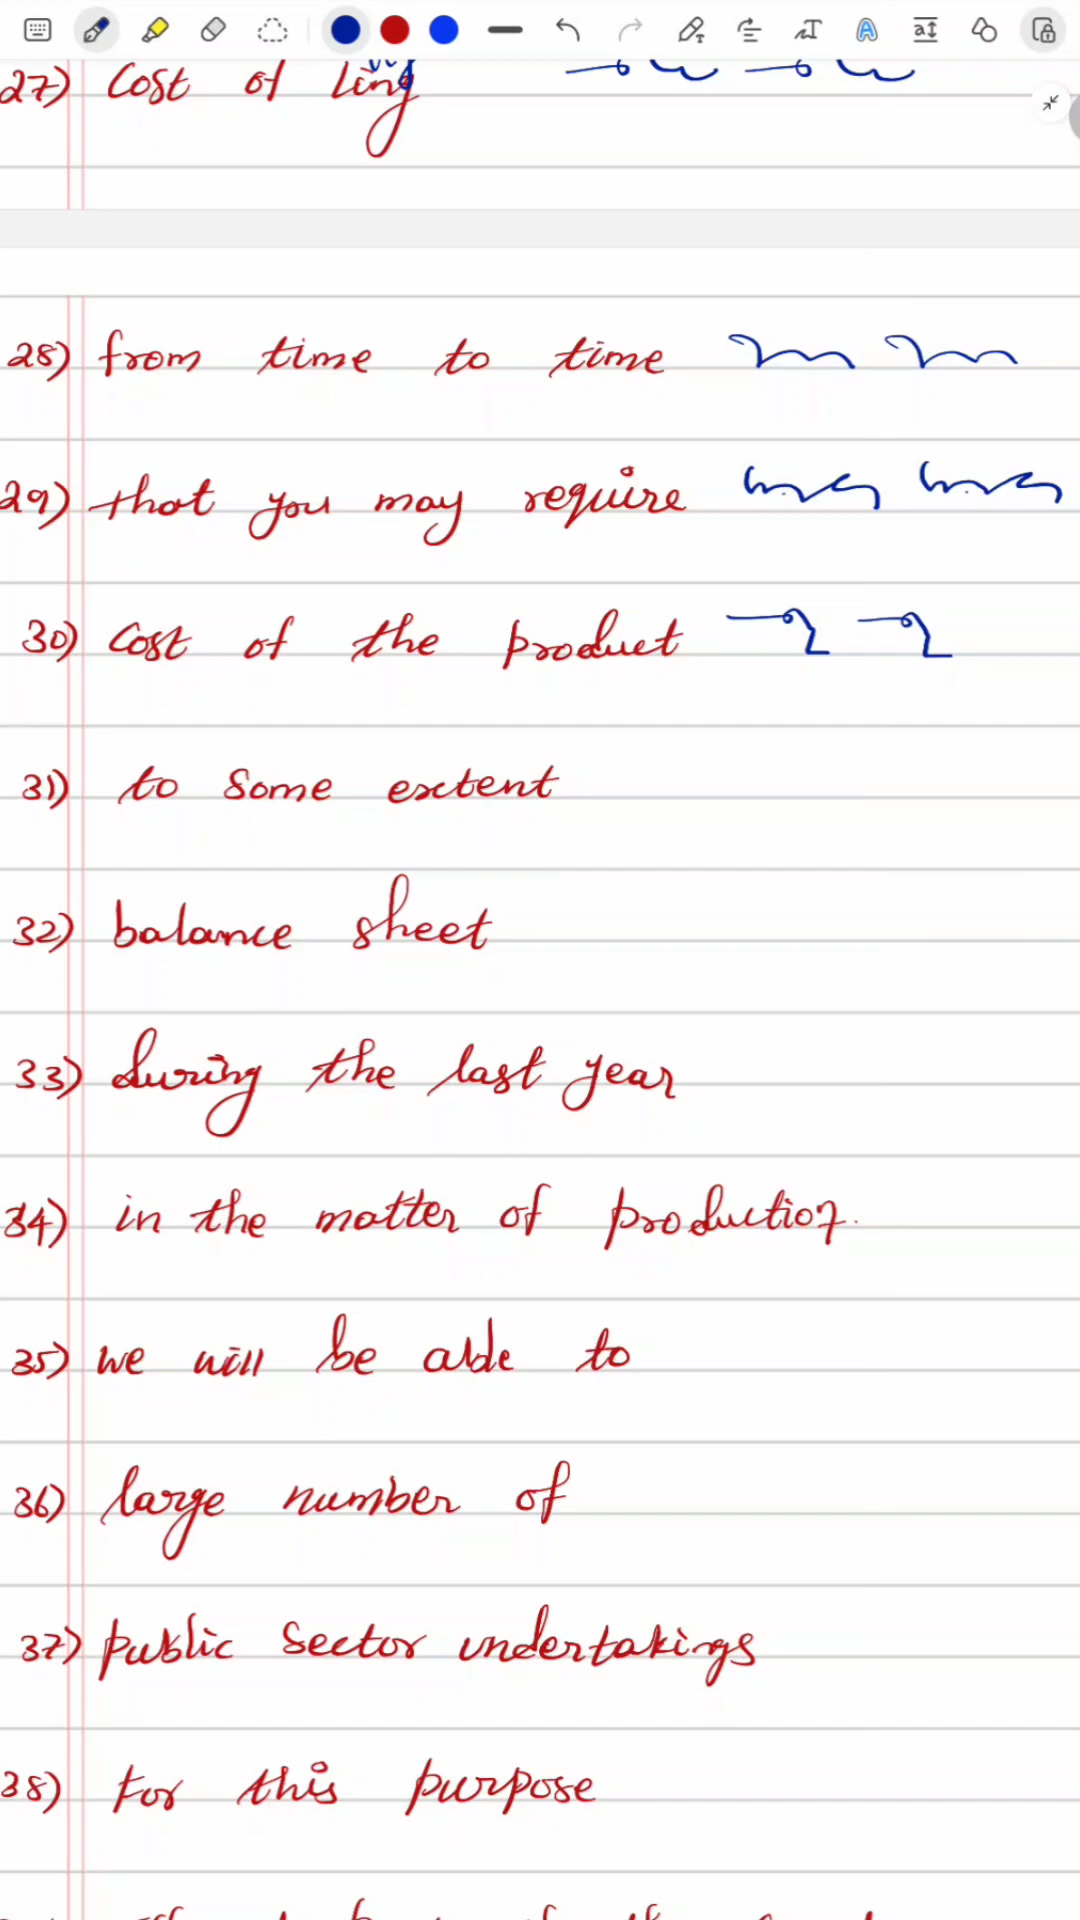 27) Cost of Ling
28) from time to time
29) that you may require
30) Cost of the product
31) to some extent
32) balance sheet
33) during the last year
34) in the matter of production.
35) we will be able to
36) large number of
37) public sector undertakings
38) for this purpose